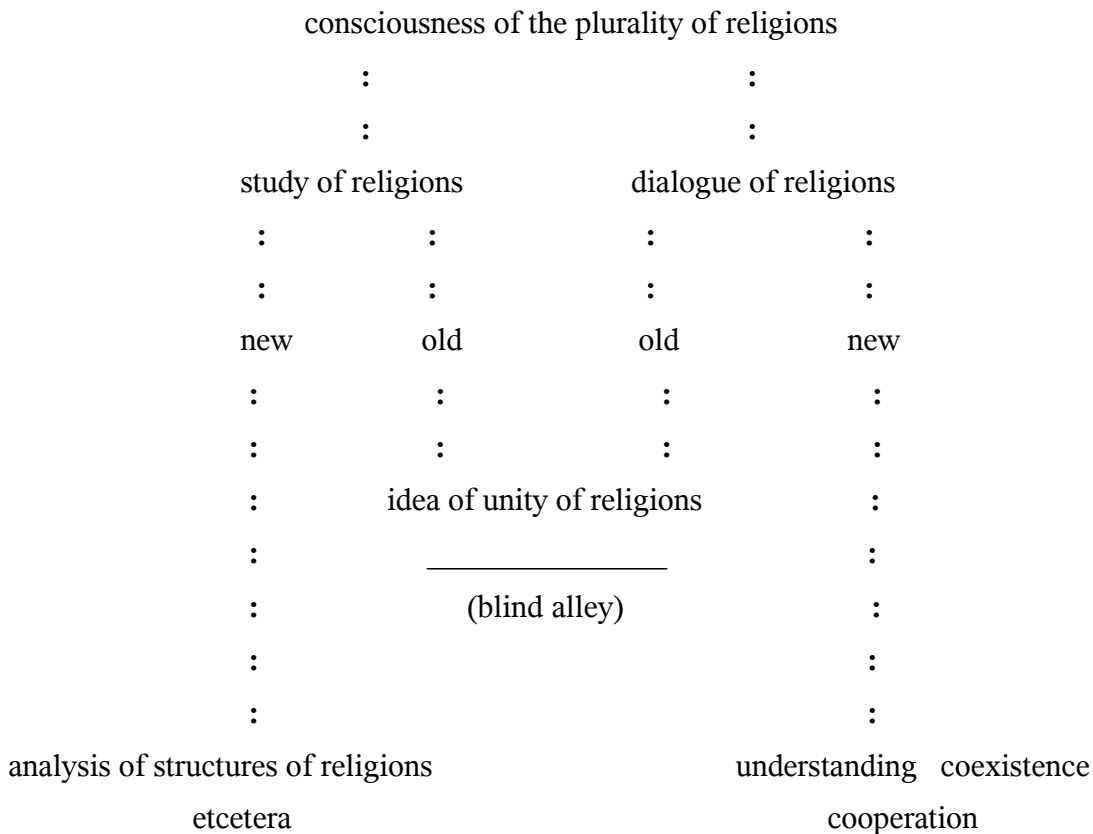 consciousness of the plurality of religions
: :
: :
study of religions dialogue of religions
: : : :
: : : :
new old old new
: : : :
: : : :
: idea of unity of religions :
: :
: (blind alley) :
: :
: :
analysis of structures of religions understanding coexistence
etcetera cooperation